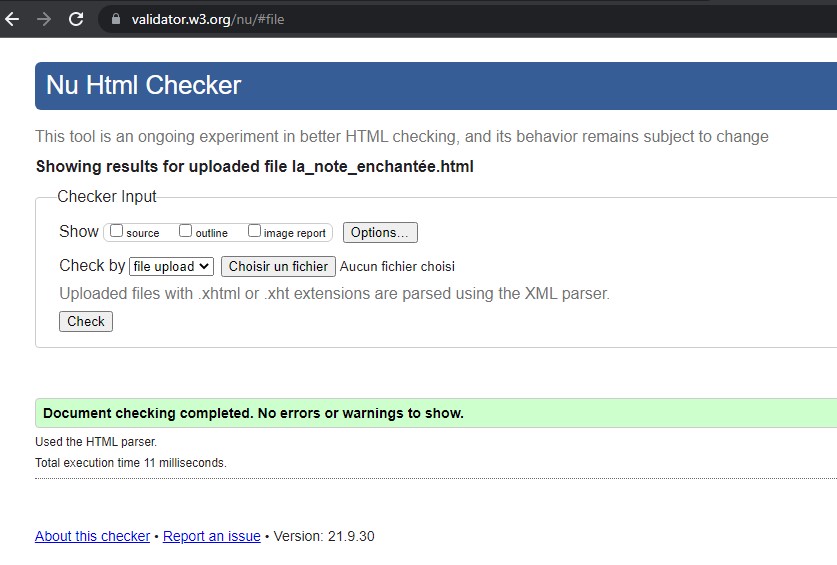 validator.w3.org/nu/#file
Nu Html Checker
This tool is an ongoing experiment in better HTML checking, and its behavior remains subject to change
Showing results for uploaded file la_note_enchantée.html
Checker Input
Show source outline image report Options...
Check by file upload Choisir un fichier Aucun fichier choisi
Uploaded files with .xhtml or .xht extensions are parsed using the XML parser.
Check
Document checking completed. No errors or warnings to show.
Used the HTML parser.
Total execution time 11 milliseconds.
About this checker • Report an issue • Version: 21.9.30